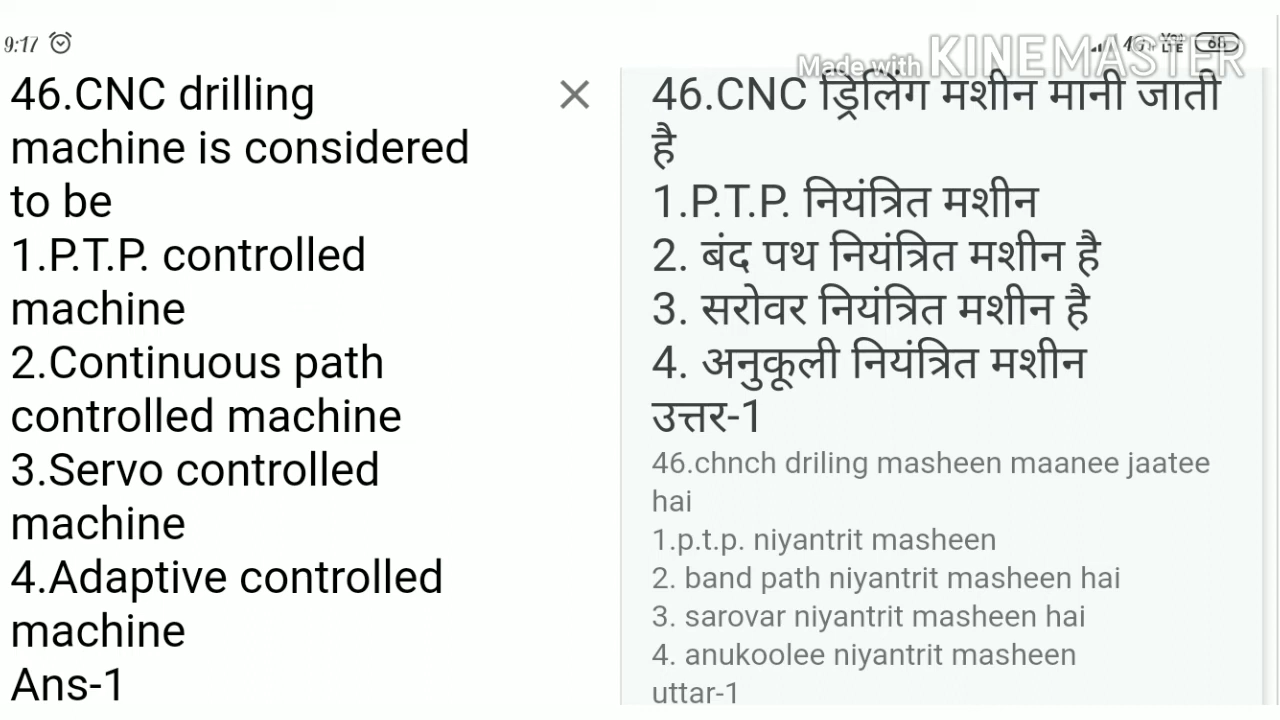 9:17
4G+ VoD LTE 68
Made with KINEMASTER
46.CNC drilling
machine is considered
to be
1.P.T.P. controlled
machine
2.Continuous path
controlled machine
3.Servo controlled
machine
4.Adaptive controlled
machine
Ans-1
46.CNC ड्रिलिंग मशीन मानी जाती
है
1.P.T.P. नियंत्रित मशीन
2. बंद पथ नियंत्रित मशीन है
3. सरोवर नियंत्रित मशीन है
4. अनुकूली नियंत्रित मशीन
उत्तर-1
46.chnch driling masheen maanee jaatee
hai
1.p.t.p. niyantrit masheen
2. band path niyantrit masheen hai
3. sarovar niyantrit masheen hai
4. anukoolee niyantrit masheen
uttar-1